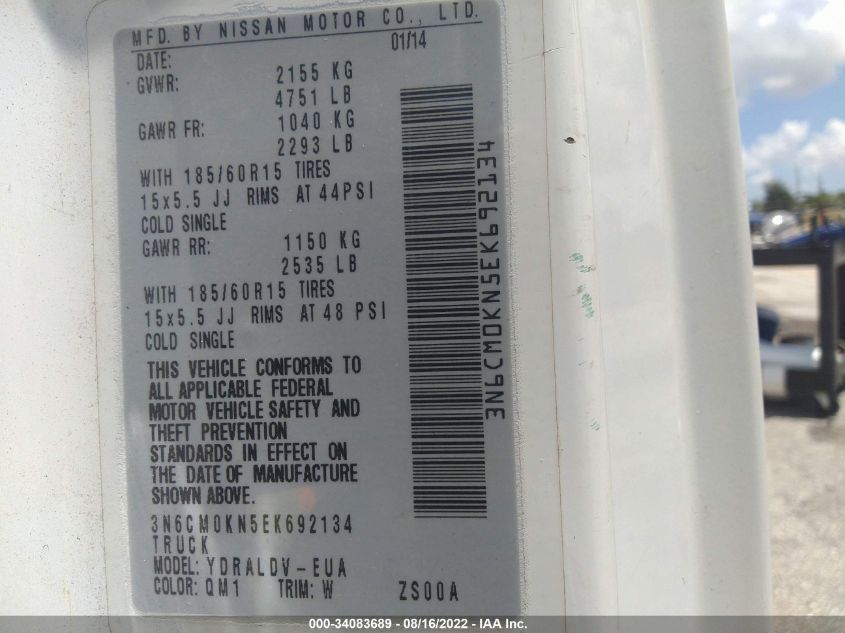 MFD. BY NISSAN MOTOR CO., LTD.
DATE: 01/14
GVWR: 2155 KG
4751 LB
GAWR FR: 1040 KG
2293 LB
WITH 185/60R15 TIRES
15x5.5 JJ RIMS AT 44PSI
COLD SINGLE
GAWR RR: 1150 KG
2535 LB
WITH 185/60R15 TIRES
15x5.5 JJ RIMS AT 48 PSI
COLD SINGLE
THIS VEHICLE CONFORMS TO
ALL APPLICABLE FEDERAL
MOTOR VEHICLE SAFETY AND
THEFT PREVENTION
STANDARDS IN EFFECT ON
THE DATE OF MANUFACTURE
SHOWN ABOVE.
3N6CM0KN5EK692134
TRUCK
MODEL: YDRALDV-EUA
COLOR: QM1 TRIM: W ZS00A
3N6CM0KN5EK692134
000-34083689 - 08/16/2022 - IAA Inc.